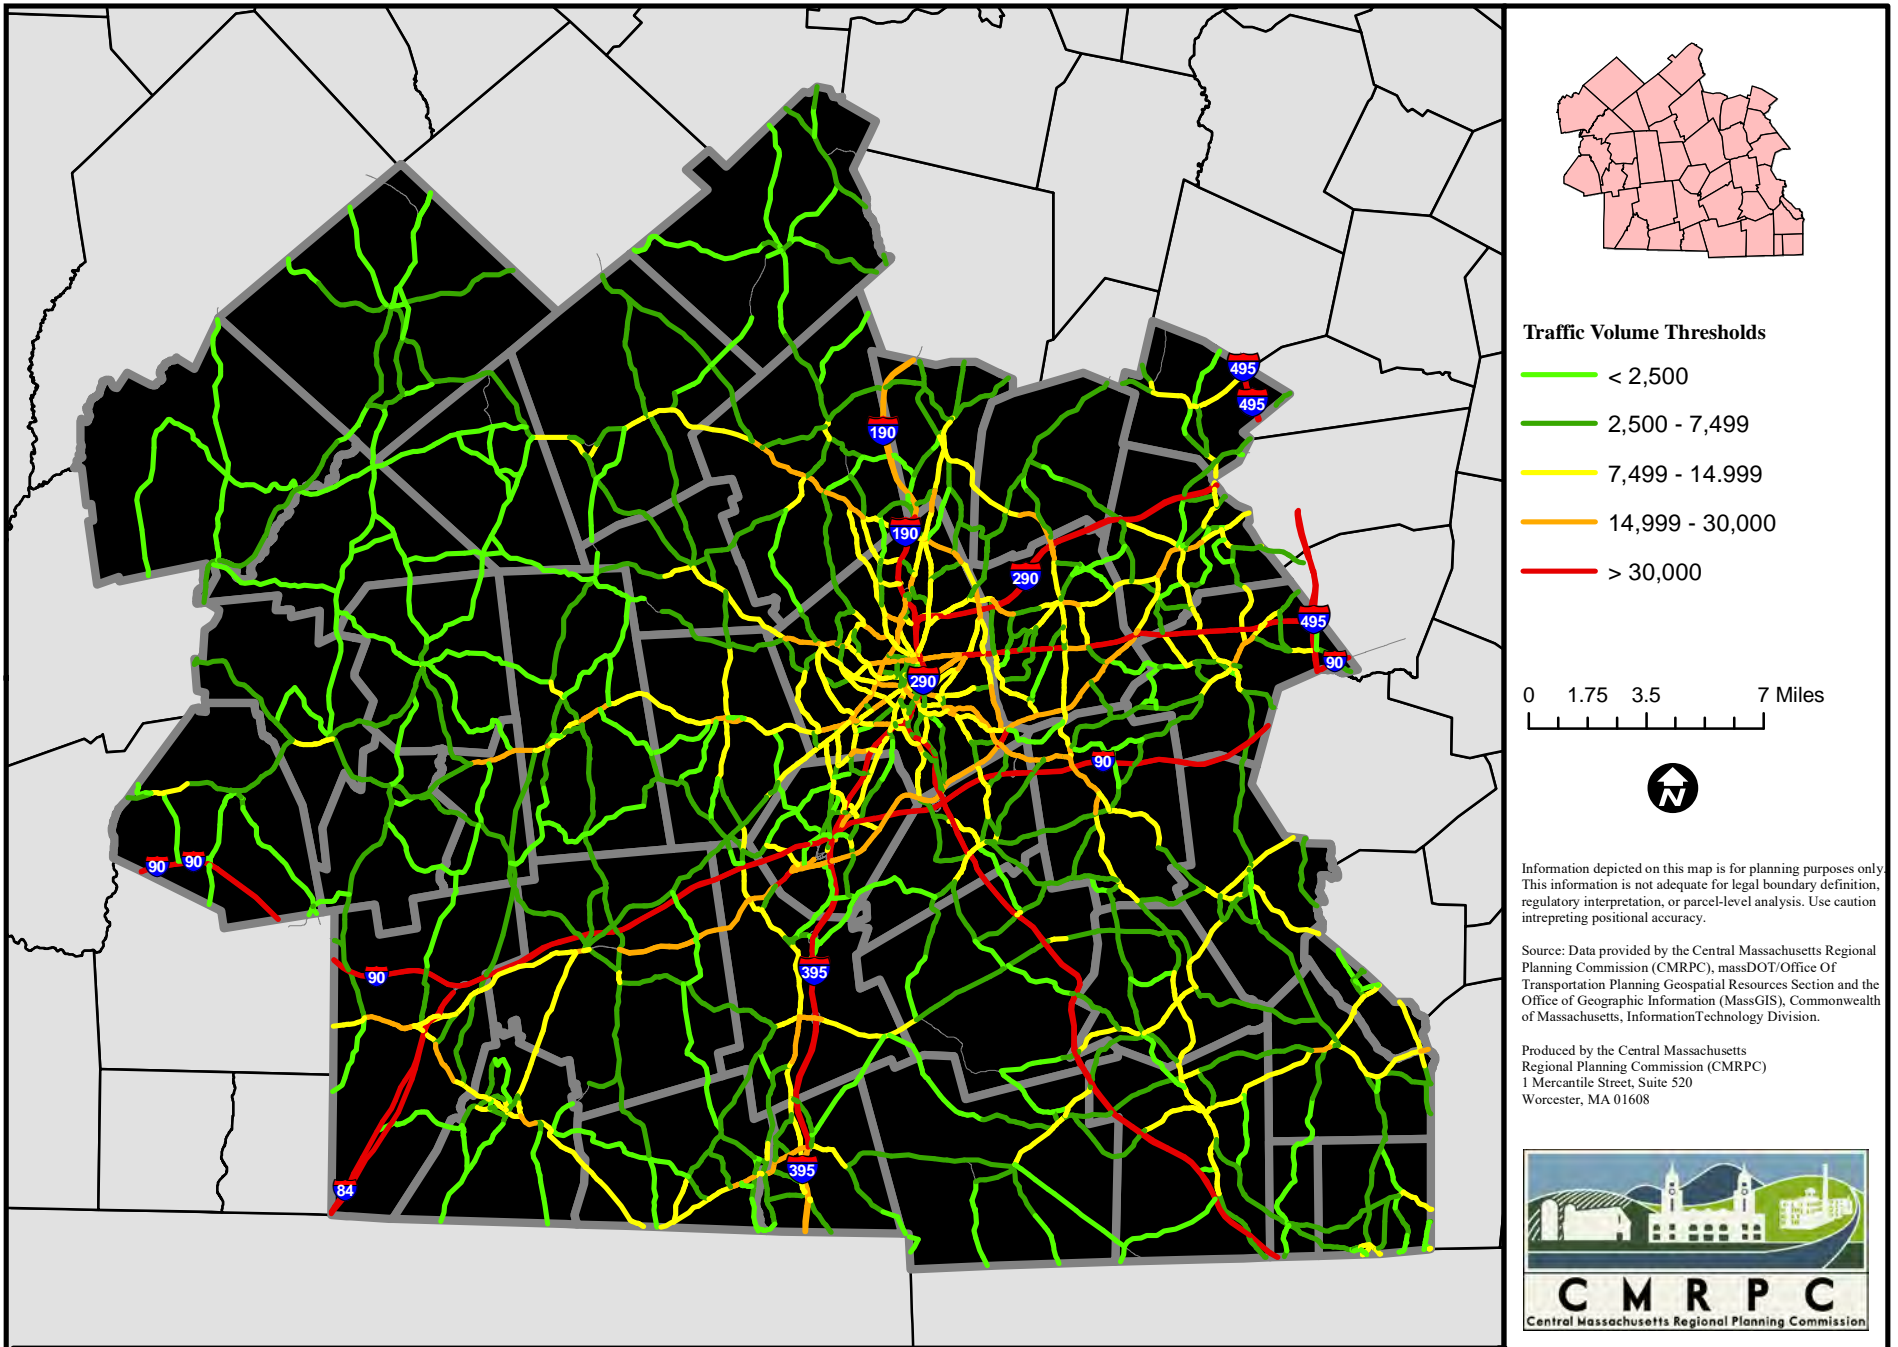 495
495
190
190
290
495
90
290
90
90
90
90
395
395
84
Traffic Volume Thresholds
< 2,500
2,500 - 7,499
7,499 - 14.999
14,999 - 30,000
> 30,000
0 1.75 3.5 7 Miles
N
Information depicted on this map is for planning purposes only.
This information is not adequate for legal boundary definition,
regulatory interpretation, or parcel-level analysis. Use caution
intrepreting positional accuracy.
Source: Data provided by the Central Massachusetts Regional
Planning Commission (CMRPC), massDOT/Office Of
Transportation Planning Geospatial Resources Section and the
Office of Geographic Information (MassGIS), Commonwealth
of Massachusetts, InformationTechnology Division.
Produced by the Central Massachusetts
Regional Planning Commission (CMRPC)
1 Mercantile Street, Suite 520
Worcester, MA 01608
C M R P C
Central Massachusetts Regional Planning Commission